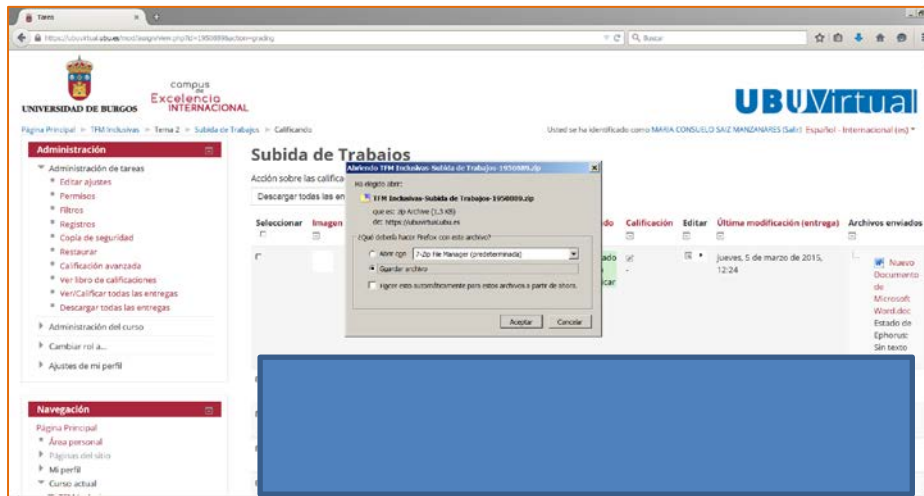 Tarea
https://ubuvirtual.ubu.es/mod/assign/view.php?id=1950889&action=grading
Buscar
UNIVERSIDAD DE BURGOS
campus
de
Excelencia
INTERNACIONAL
UBUVirtual
Página Principal > TFM Inclusivas > Tema 2 > Subida de Trabajos > Calificando
Usted se ha identificado como MARIA CONSUELO SAIZ MANZANARES (Salir) Español - Internacional (es)
Administración
Administración de tareas
Editar ajustes
Permisos
Filtros
Registros
Copia de seguridad
Restaurar
Calificación avanzada
Ver libro de calificaciones
Ver/Calificar todas las entregas
Descargar todas las entregas
Administración del curso
Cambiar rol a...
Ajustes de mi perfil
Navegación
Página Principal
Área personal
Páginas del sitio
Mi perfil
Curso actual
Subida de Trabajos
Acción sobre las califica
Descargar todas las en
Seleccionar Imagen
do Calificación Editar Última modificación (entrega) Archivos enviados
ado
icar
-
jueves, 5 de marzo de 2015,
12:24
Nuevo
Documento
de
Microsoft
Word.doc
Estado de
Ephorus:
Sin texto
Abriendo TFM Inclusivas-Subida de Trabajos-1950889.zip
Ha elegido abrir:
TFM Inclusivas-Subida de Trabajos-1950889.zip
que es: Zip Archive (1,3 KB)
de: https://ubuvirtual.ubu.es
¿Qué debería hacer Firefox con este archivo?
Abrir con 7-Zip File Manager (predeterminada)
Guardar archivo
Hacer esto automáticamente para estos archivos a partir de ahora.
Aceptar Cancelar